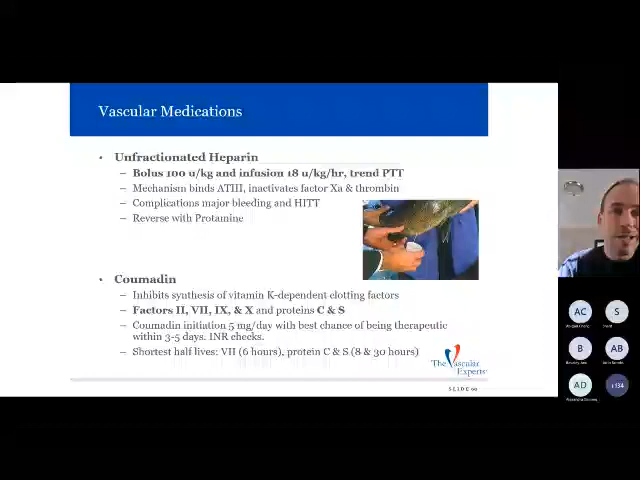 Vascular Medications
• Unfractionated Heparin
– Bolus 100 u/kg and infusion 18 u/kg/hr, trend PTT
– Mechanism binds ATIII, inactivates factor Xa & thrombin
– Complications major bleeding and HITT
– Reverse with Protamine
• Coumadin
– Inhibits synthesis of vitamin K-dependent clotting factors
– Factors II, VII, IX, & X and proteins C & S
– Coumadin initiation 5 mg/day with best chance of being therapeutic
within 3-5 days. INR checks.
– Shortest half lives: VII (6 hours), protein C & S (8 & 30 hours)
The Vascular
Experts
SLIDE
AC
S
B
AB
AD
+134